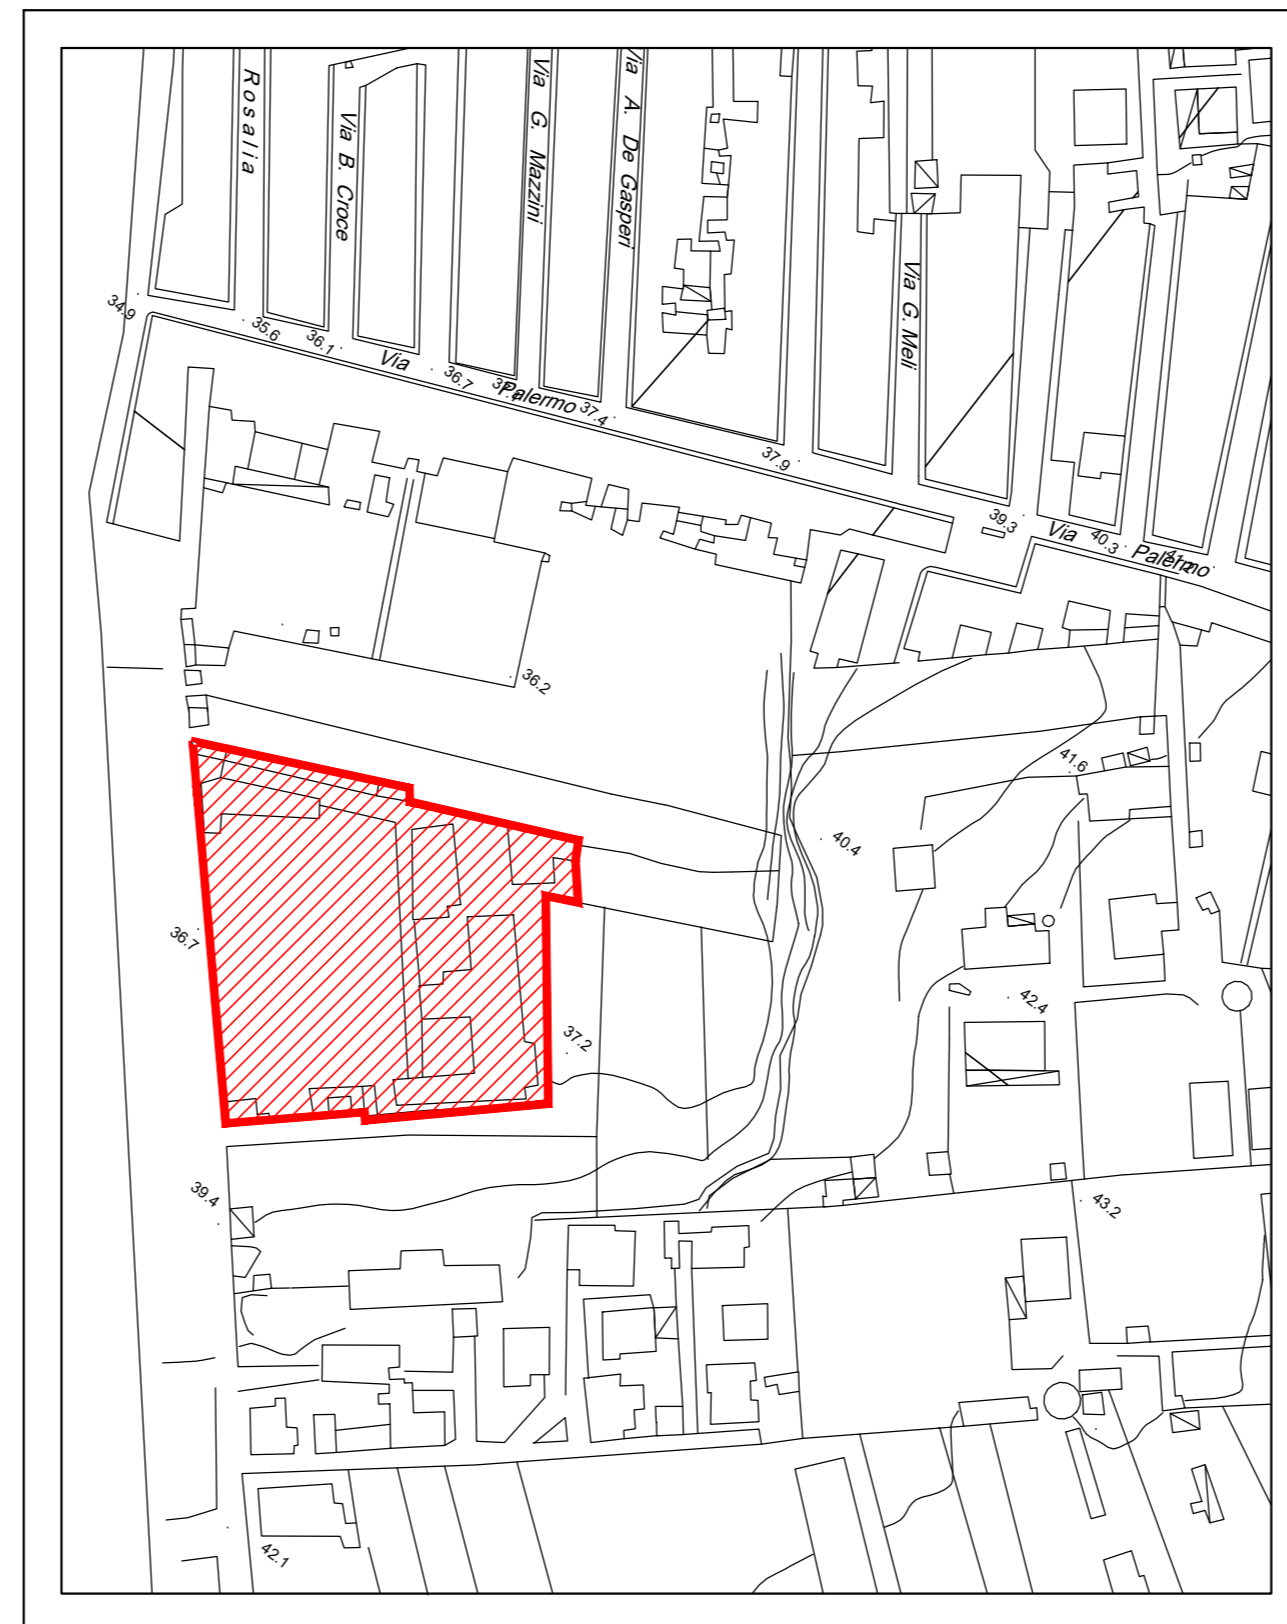 Rosalia
Via B. Croce
Via G. Mazzini
Via A. De Gasperi
Via G. Meli
34.9
35.6
36.1
Via
36.7
Palermo
37.4
37.9
39.3
Via
40.3
Palermo
36.2
41.6
40.4
36.7
42.4
37.2
39.4
43.2
42.1